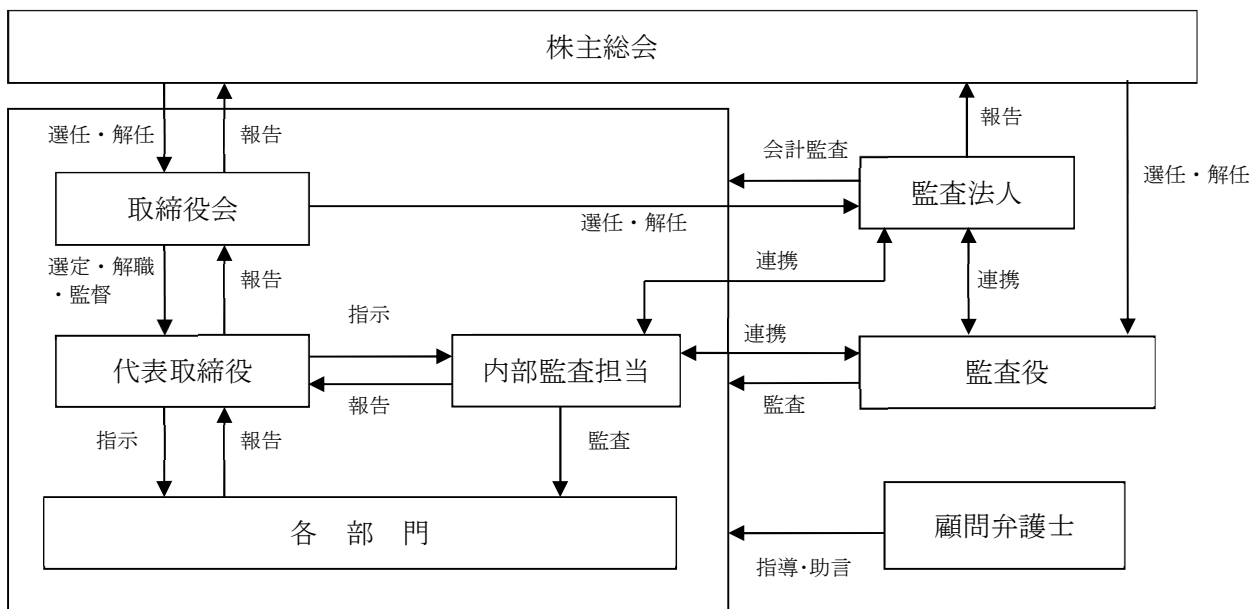 株主総会
選任・解任
報告
報告
会計監査
選任・解任
取締役会
監査法人
選任・解任
選定・解職
・監督
報告
連携
連携
指示
連携
代表取締役
内部監査担当
監査役
報告
監査
指示
報告
監査
各 部 門
顧問弁護士
指導・助言